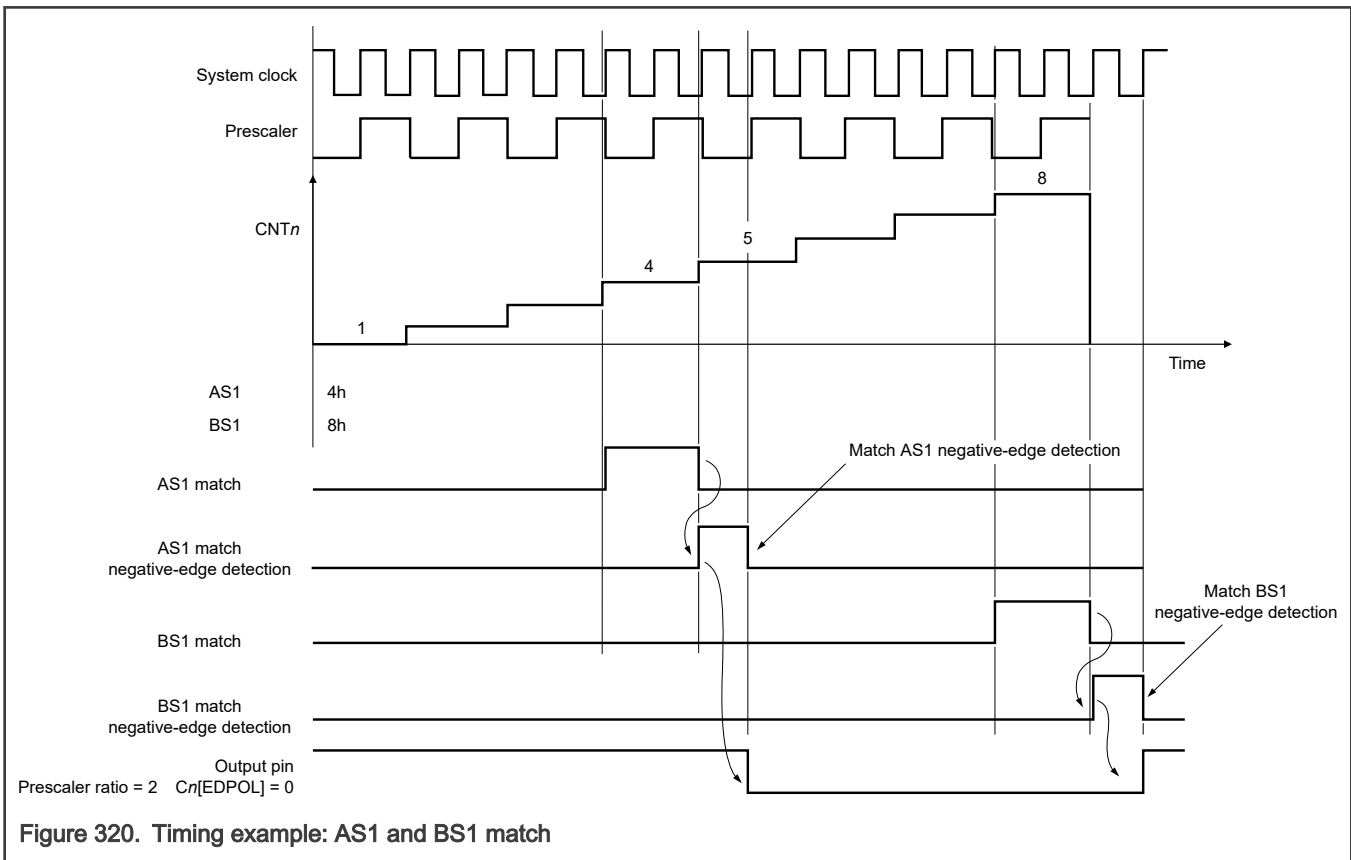 System clock
Prescaler
8
CNTn
5
4
1
Time
AS1 4h
BS1 8h
Match AS1 negative-edge detection
AS1 match
AS1 match
negative-edge detection
Match BS1
negative-edge detection
BS1 match
BS1 match
negative-edge detection
Output pin
Prescaler ratio = 2 Cn[EDPOL] = 0
Figure 320. Timing example: AS1 and BS1 match